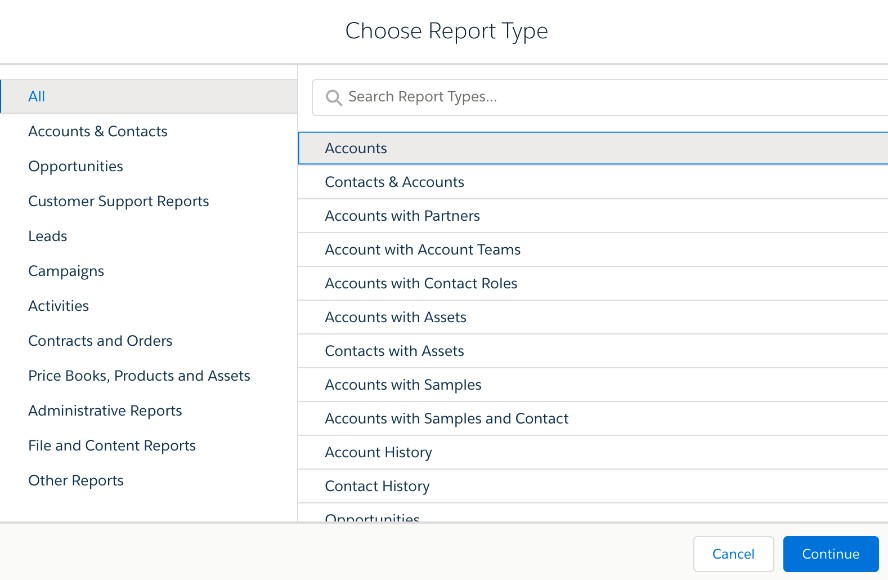 Choose Report Type
All
Accounts & Contacts
Opportunities
Customer Support Reports
Leads
Campaigns
Activities
Contracts and Orders
Price Books, Products and Assets
Administrative Reports
File and Content Reports
Other Reports
Search Report Types...
Accounts
Contacts & Accounts
Accounts with Partners
Account with Account Teams
Accounts with Contact Roles
Accounts with Assets
Contacts with Assets
Accounts with Samples
Accounts with Samples and Contact
Account History
Contact History
Opportunities
Cancel
Continue